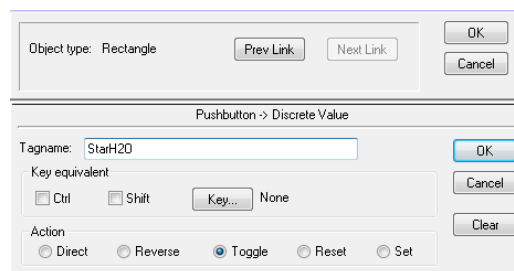 OK
Object type: Rectangle Prev Link Next Link
Cancel
Pushbutton -> Discrete Value
Tagname: StarH2O OK
Key equivalent
Ctrl Shift Key... None Cancel
Clear
Action
Direct Reverse Toggle Reset Set